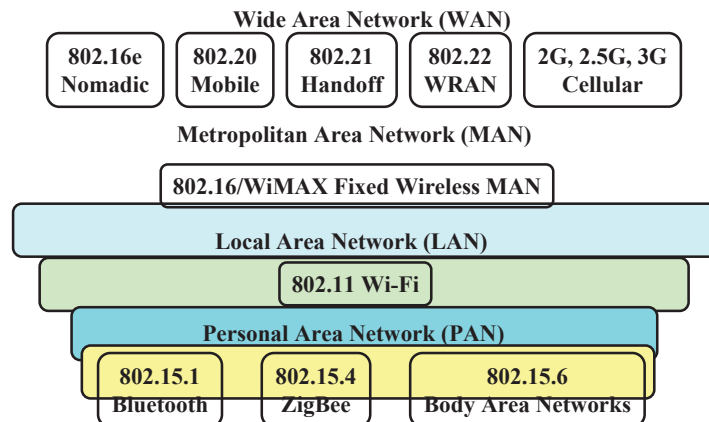 Wide Area Network (WAN)
802.16e 802.20 802.21 802.22 2G, 2.5G, 3G
Nomadic Mobile Handoff WRAN Cellular
Metropolitan Area Network (MAN)
802.16/WiMAX Fixed Wireless MAN
Local Area Network (LAN)
802.11 Wi-Fi
Personal Area Network (PAN)
802.15.1 802.15.4 802.15.6
Bluetooth ZigBee Body Area Networks